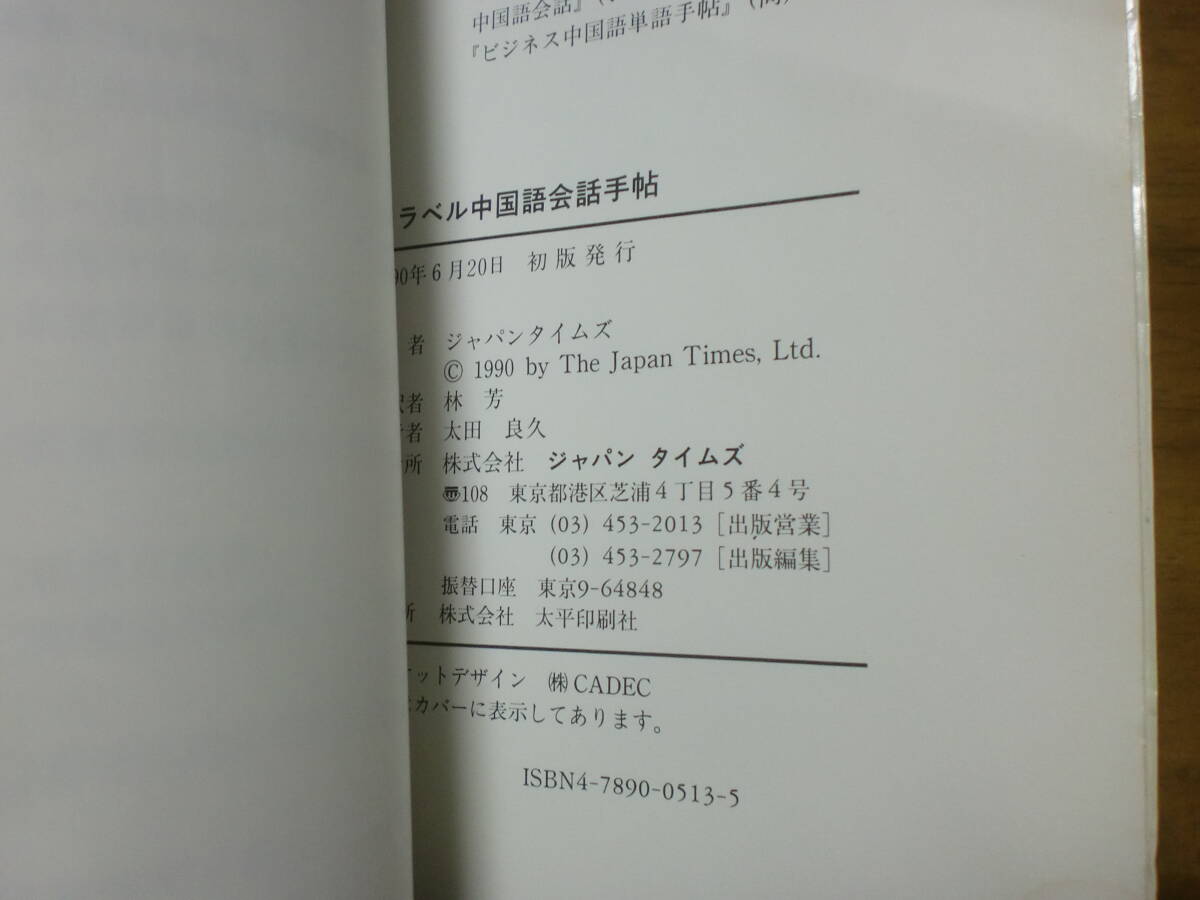 中国語会話』(
『ビジネス中国語単語手帖』(同)
ラベル中国語会話手帖
90年6月20日 初版発行
者 ジャパンタイムズ
© 1990 by The Japan Times, Ltd.
訳者 林 芳
者 太田 良久
所 株式会社 ジャパン タイムズ
〠108 東京都港区芝浦4丁目5番4号
電話 東京 (03) 453-2013 [出版営業]
(03) 453-2797 [出版編集]
振替口座 東京9-64848
所 株式会社 太平印刷社
ケットデザイン ㈱CADEC
はカバーに表示してあります。
ISBN4-7890-0513-5